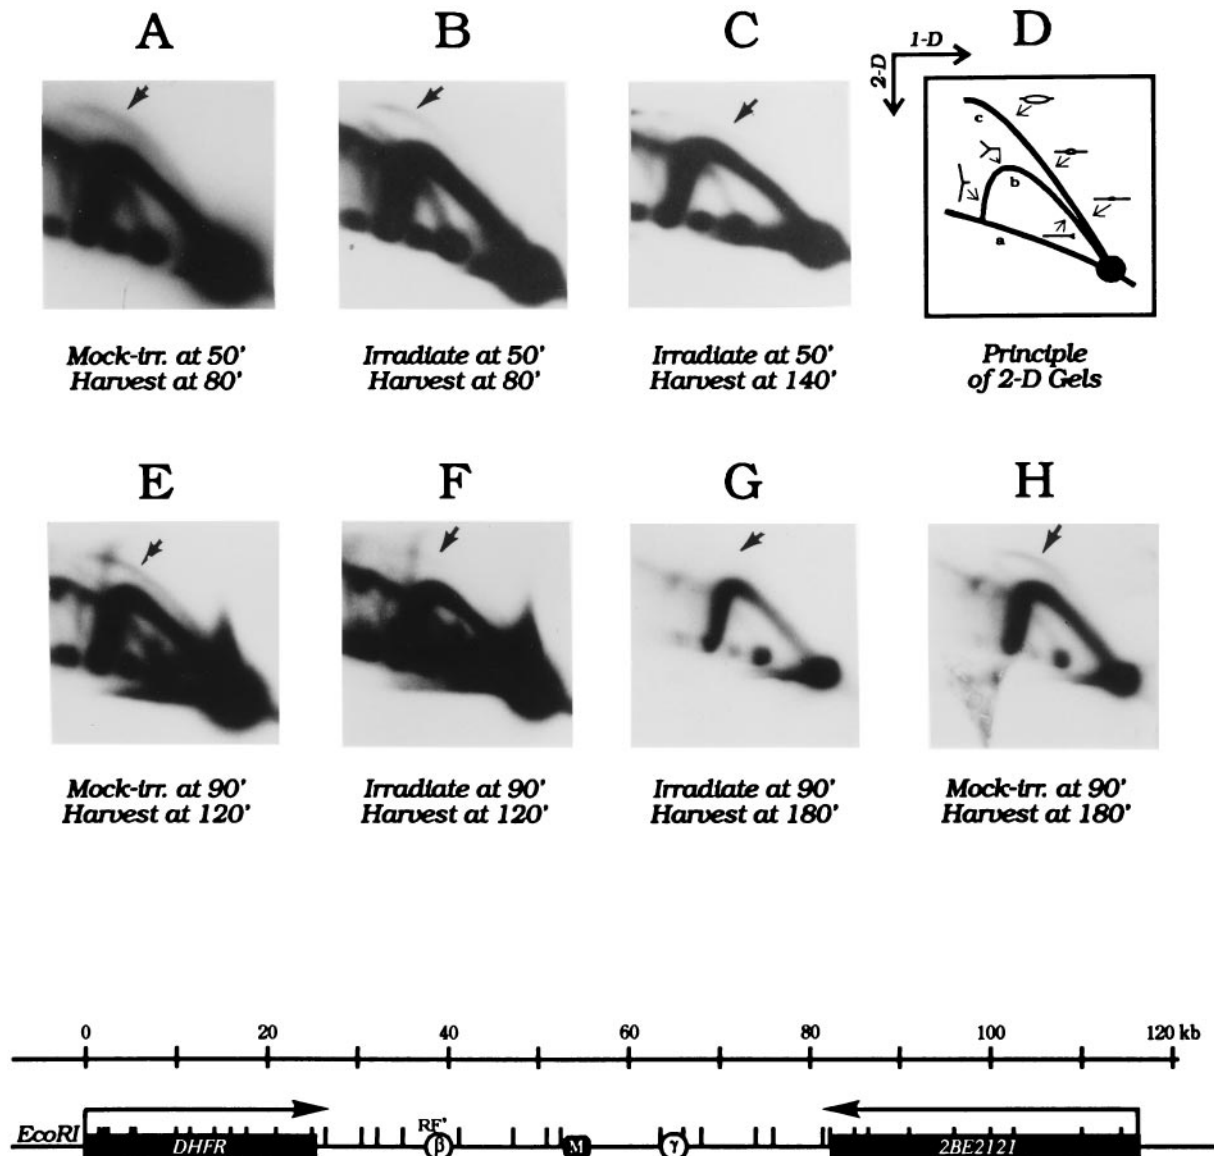 A
B
C
D
1-D
2-D
c
b
a
Mock-irr. at 50'
Harvest at 80'
Irradiate at 50'
Harvest at 80'
Irradiate at 50'
Harvest at 140'
Principle
of 2-D Gels
E
F
G
H
Mock-irr. at 90'
Harvest at 120'
Irradiate at 90'
Harvest at 120'
Irradiate at 90'
Harvest at 180'
Mock-irr. at 90'
Harvest at 180'
0 20 40 60 80 100 120 kb
RF'
EcoRI DHFR β M γ 2BE2121